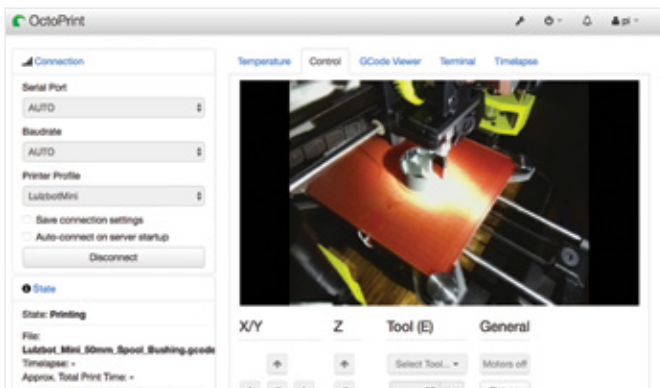 OctoPrint
pi
Connection
Serial Port
AUTO
Baudrate
AUTO
Printer Profile
LulzbotMini
Save connection settings
Auto-connect on server startup
Disconnect
State
State: Printing
File:
Lulzbot_Mini_50mm_Spool_Bushing.gcode
Timelapse: -
Approx. Total Print Time: -
Temperature Control GCode Viewer Terminal Timelapse
X/Y Z Tool (E) General
Select Tool... Motors off